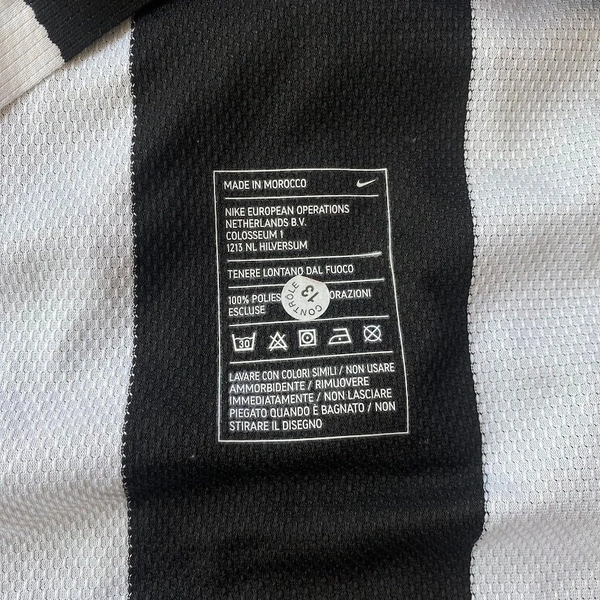 MADE IN MOROCCO
NIKE EUROPEAN OPERATIONS
NETHERLANDS B.V.
COLOSSEUM 1
1213 NL HILVERSUM
TENERE LONTANO DAL FUOCO
100% POLIES
ORAZIONI
ESCLUSE
CONTRÔLE
13
30
LAVARE CON COLORI SIMILI / NON USARE
AMMORBIDENTE / RIMUOVERE
IMMEDIATAMENTE / NON LASCIARE
PIEGATO QUANDO È BAGNATO / NON
STIRARE IL DISEGNO